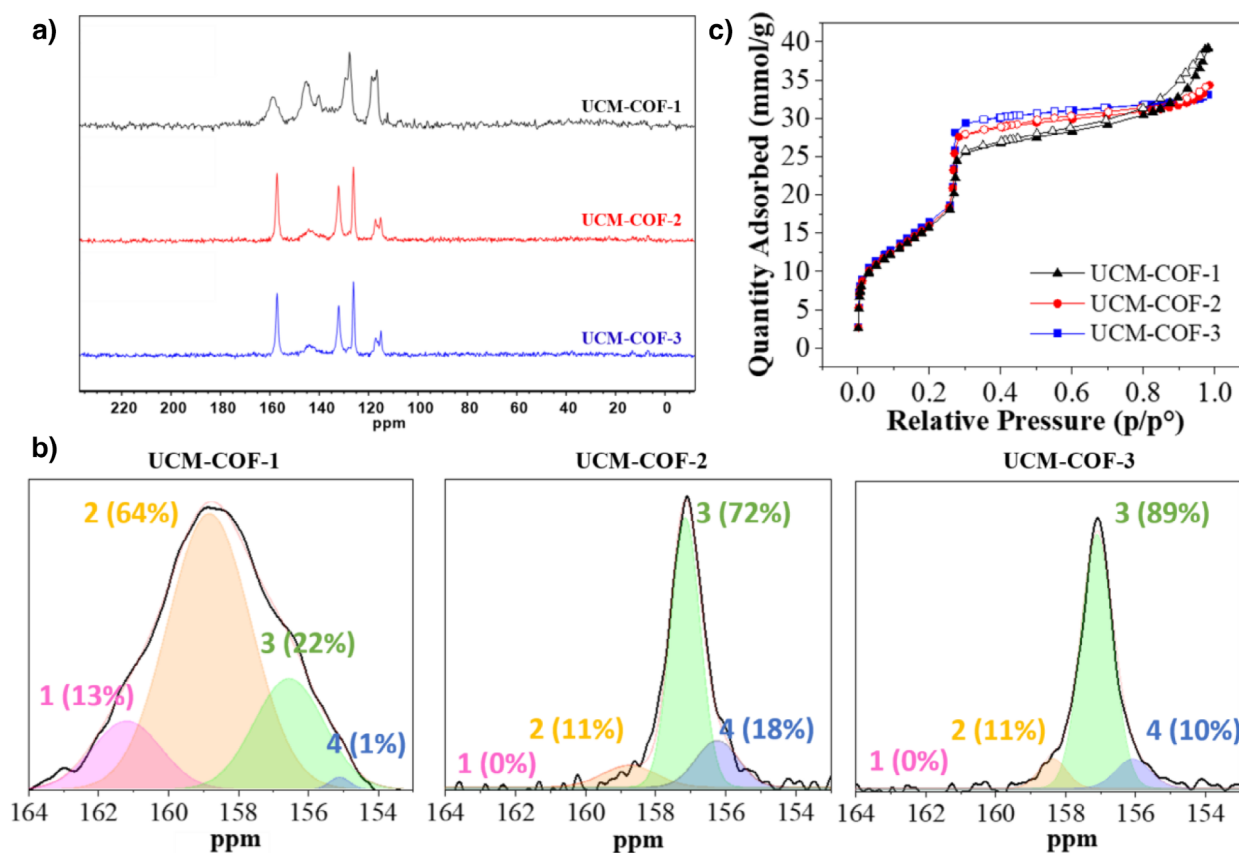 a)
UCM-COF-1
UCM-COF-2
UCM-COF-3
220 200 180 160 140 120 100 80 60 40 20 0
ppm
c)
Quantity Adsorbed (mmol/g)
40
35
30
25
20
15
10
5
0
UCM-COF-1
UCM-COF-2
UCM-COF-3
0.0 0.2 0.4 0.6 0.8 1.0
Relative Pressure (p/p°)
b)
UCM-COF-1
2 (64%)
3 (22%)
1 (13%)
4 (1%)
164 162 160 158 156 154
ppm
UCM-COF-2
3 (72%)
2 (11%)
4 (18%)
1 (0%)
164 162 160 158 156 154
ppm
UCM-COF-3
3 (89%)
2 (11%)
4 (10%)
1 (0%)
164 162 160 158 156 154
ppm